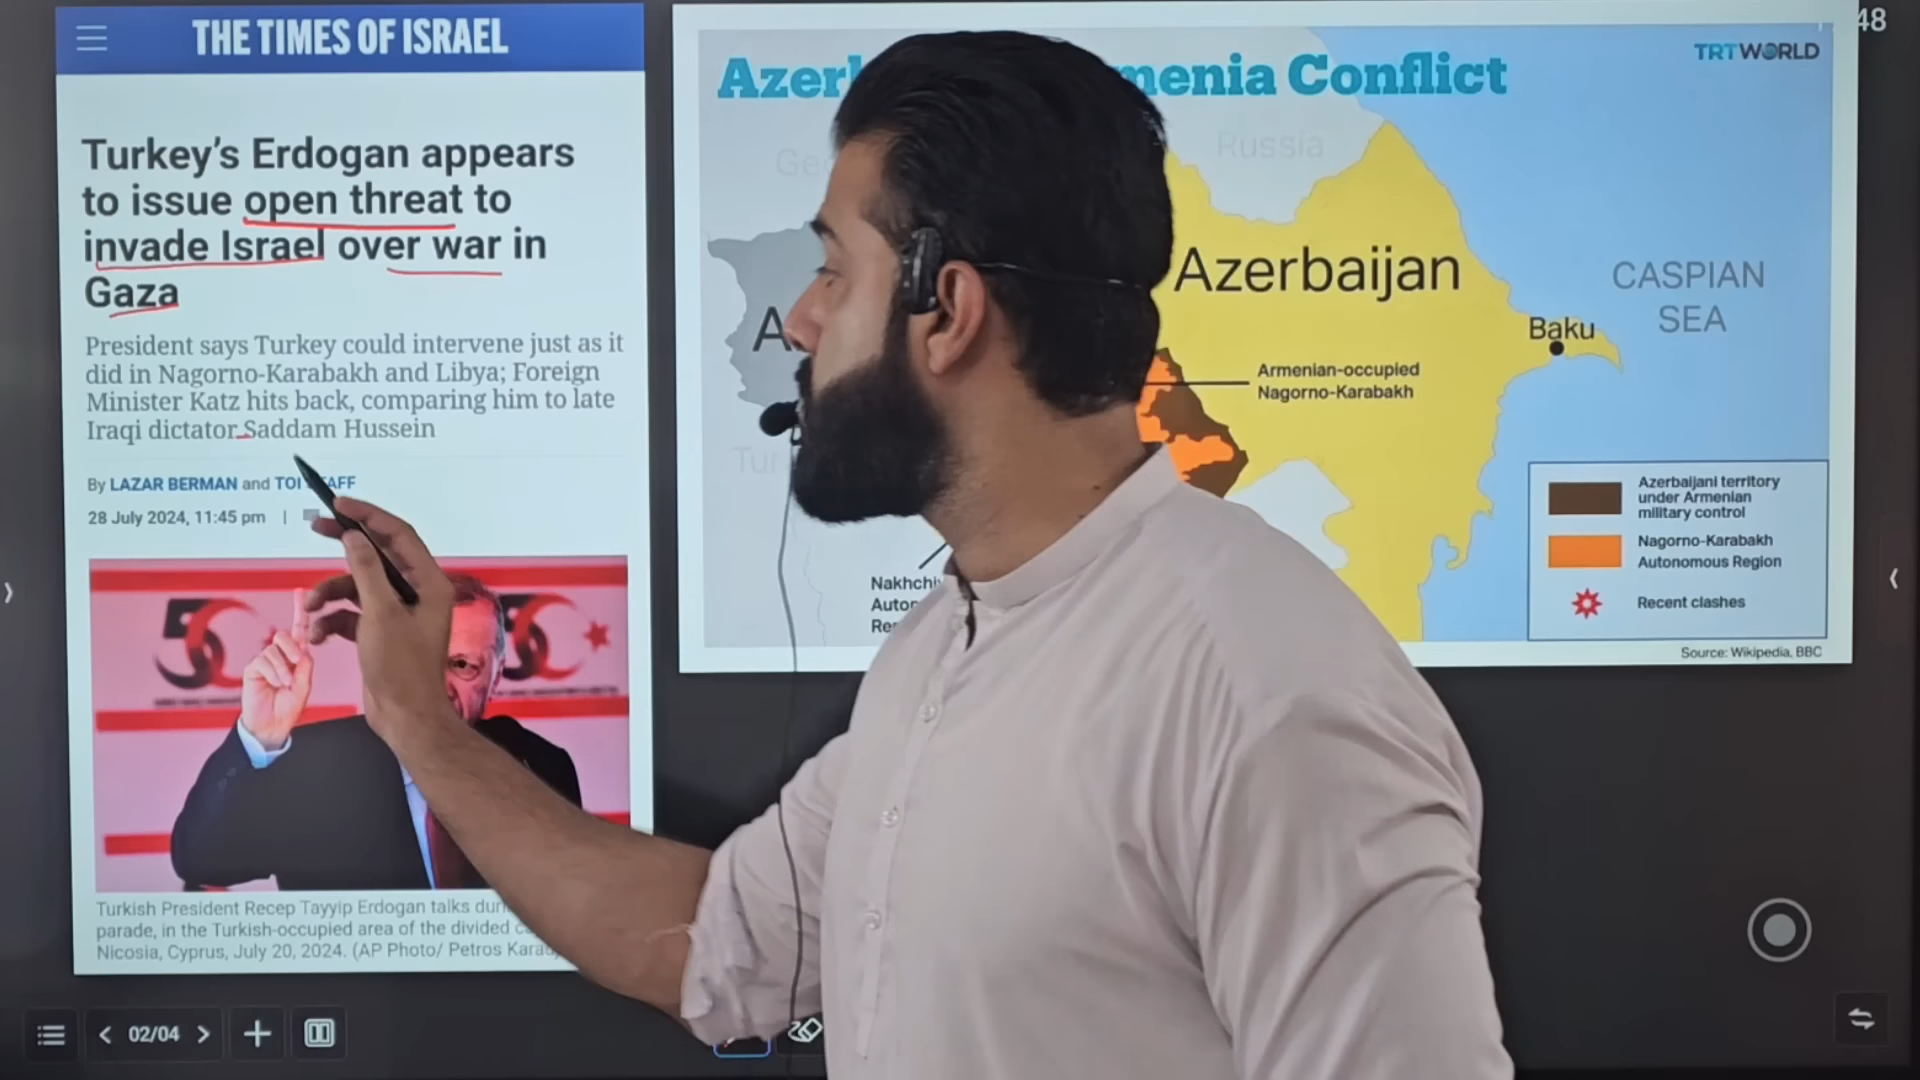 THE TIMES OF ISRAEL
Turkey's Erdogan appears
to issue open threat to
invade Israel over war in
Gaza
President says Turkey could intervene just as it
did in Nagorno-Karabakh and Libya; Foreign
Minister Katz hits back, comparing him to late
Iraqi dictator Saddam Hussein
By LAZAR BERMAN and TOI
28 July 2024, 11:45 pm |
50
Turkish President Recep Tayyip Erdogan talks
parade, in the Turkish-occupied area of the divided
Nicosia, Cyprus, July 20, 2024. (AP Photo/ Petros
02/04
48
Conflict
TRT WORLD
Russia
Azerbaijan
CASPIAN
SEA
Baku
Armenian-occupied
Nagorno-Karabakh
Azerbaijani territory
under Armenian
military control
Nagorno-Karabakh
Autonomous Region
Recent clashes
Source: Wikipedia, BBC